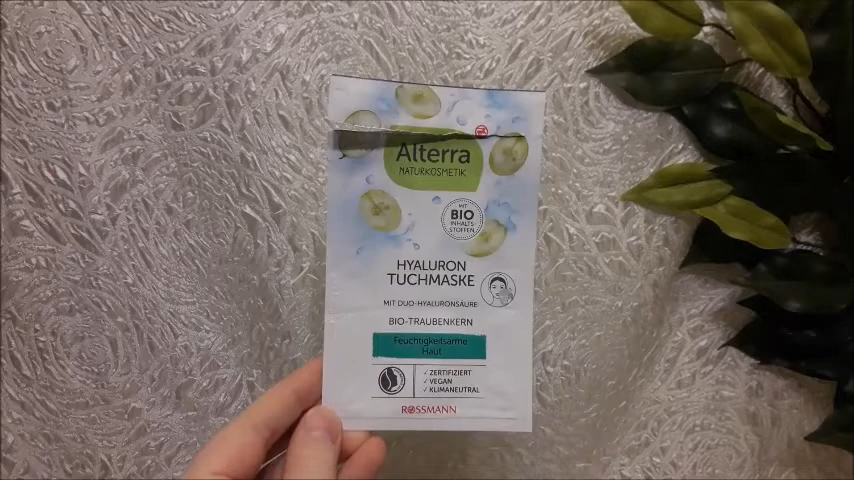 Alterra
NATURKOSMETIK
MIT
BIO
INHALTS
STOFFEN
HYALURON
TUCHMASKE
MIT DUO-HYALURONSÄURE
BIO-TRAUBENKERN
Feuchtigkeitsarme
Haut
✓ ZERTIFIZIERT
✓ VEGAN
✓ KLIMANEUTRAL
ROSSMANN